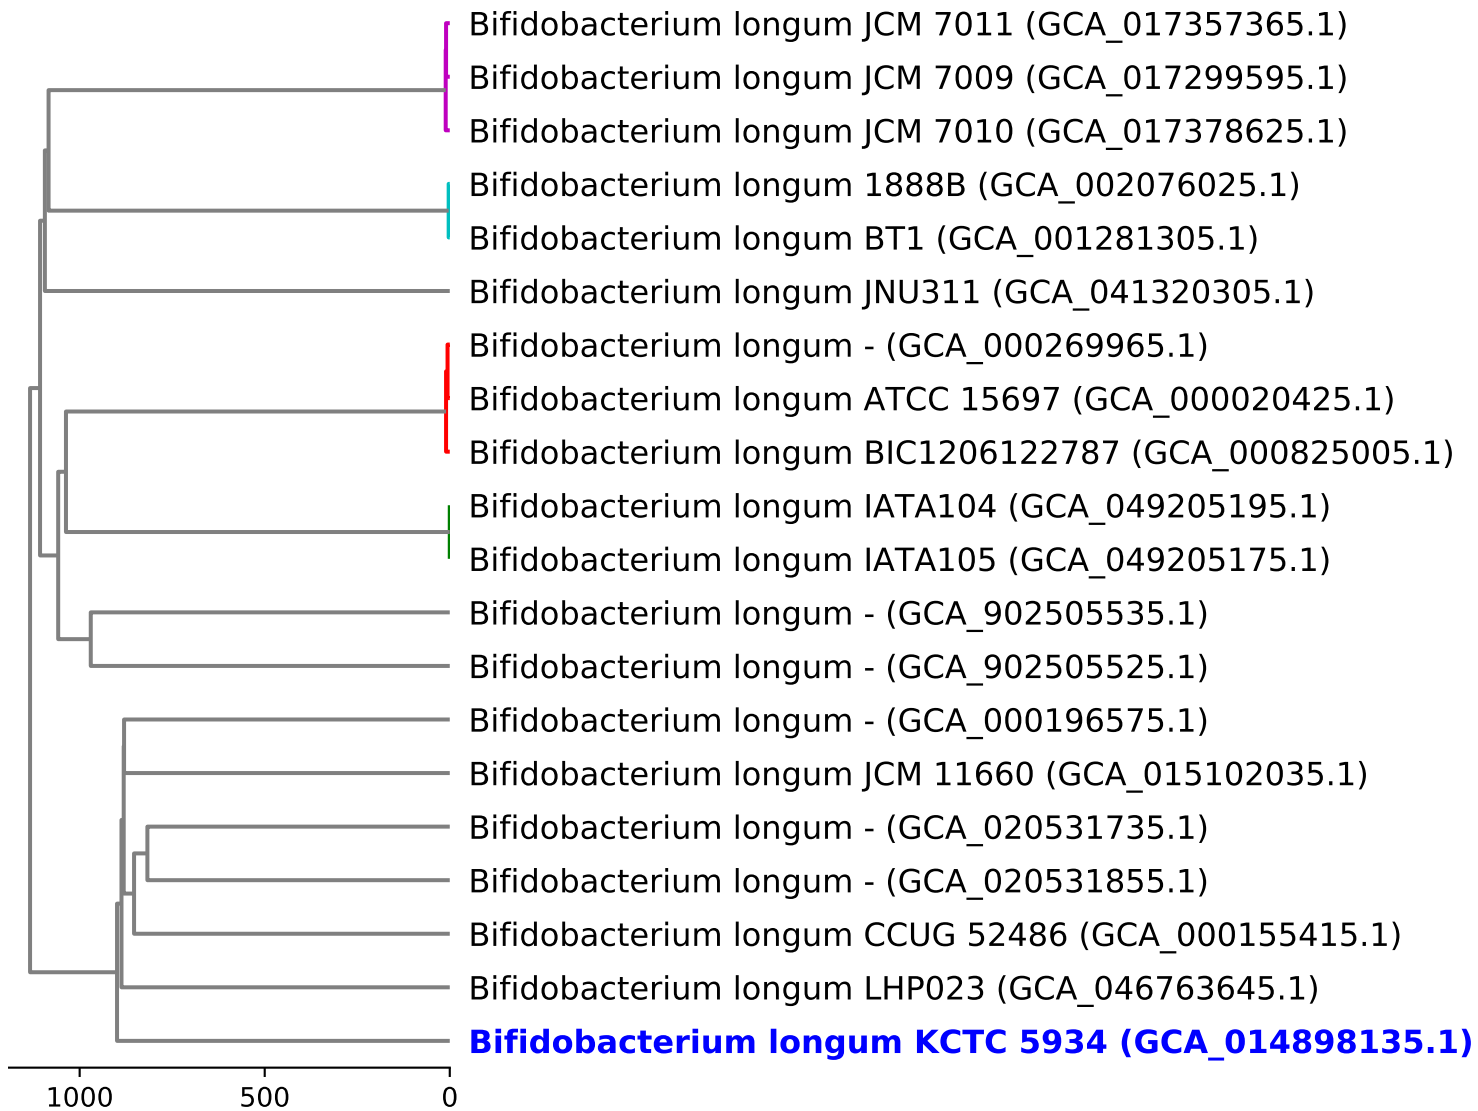 Bifidobacterium longum JCM 7011 (GCA_017357365.1)
Bifidobacterium longum JCM 7009 (GCA_017299595.1)
Bifidobacterium longum JCM 7010 (GCA_017378625.1)
Bifidobacterium longum 1888B (GCA_002076025.1)
Bifidobacterium longum BT1 (GCA_001281305.1)
Bifidobacterium longum JNU311 (GCA_041320305.1)
Bifidobacterium longum - (GCA_000269965.1)
Bifidobacterium longum ATCC 15697 (GCA_000020425.1)
Bifidobacterium longum BIC1206122787 (GCA_000825005.1)
Bifidobacterium longum IATA104 (GCA_049205195.1)
Bifidobacterium longum IATA105 (GCA_049205175.1)
Bifidobacterium longum - (GCA_902505535.1)
Bifidobacterium longum - (GCA_902505525.1)
Bifidobacterium longum - (GCA_000196575.1)
Bifidobacterium longum JCM 11660 (GCA_015102035.1)
Bifidobacterium longum - (GCA_020531735.1)
Bifidobacterium longum - (GCA_020531855.1)
Bifidobacterium longum CCUG 52486 (GCA_000155415.1)
Bifidobacterium longum LHP023 (GCA_046763645.1)
Bifidobacterium longum KCTC 5934 (GCA_014898135.1)
1000 500 0